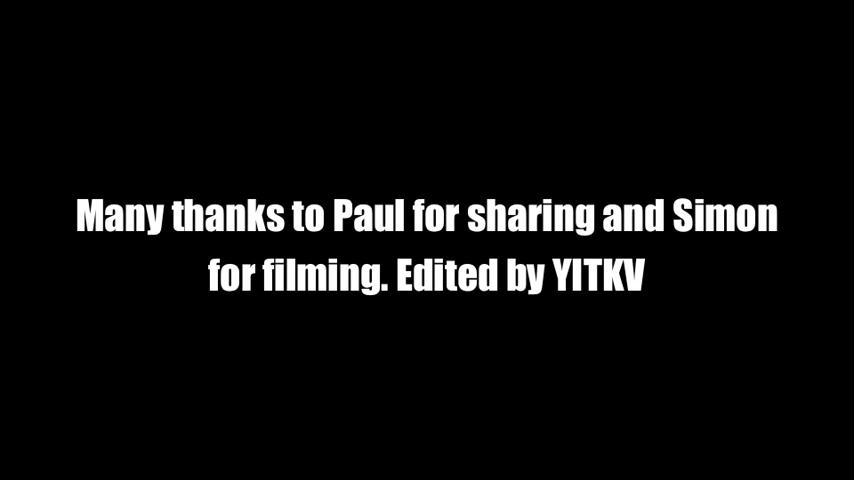 Many thanks to Paul for sharing and Simon
for filming. Edited by YITKV